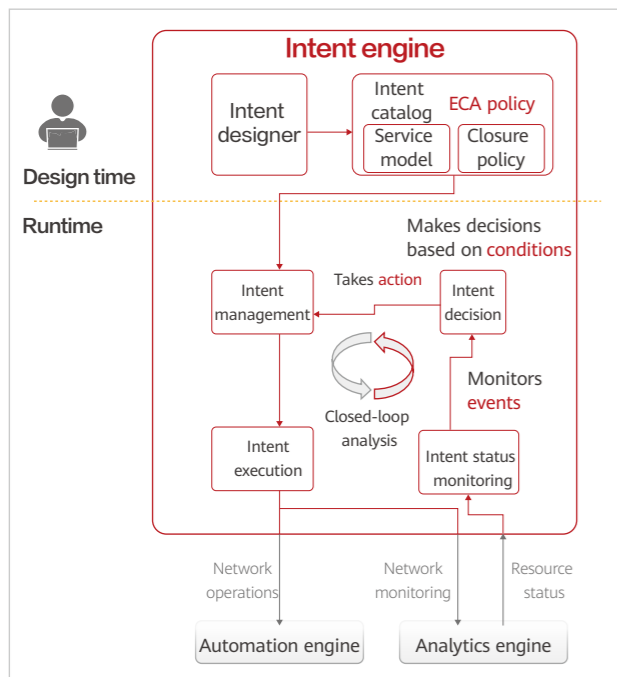 Intent engine
Intent
designer
Intent
catalog
ECA policy
Service
model
Closure
policy
Design time
Runtime
Makes decisions
based on conditions
Takes action
Intent
management
Intent
decision
Monitors
events
Closed-loop
analysis
Intent
execution
Intent status
monitoring
Network
operations
Network
monitoring
Resource
status
Automation engine
Analytics engine